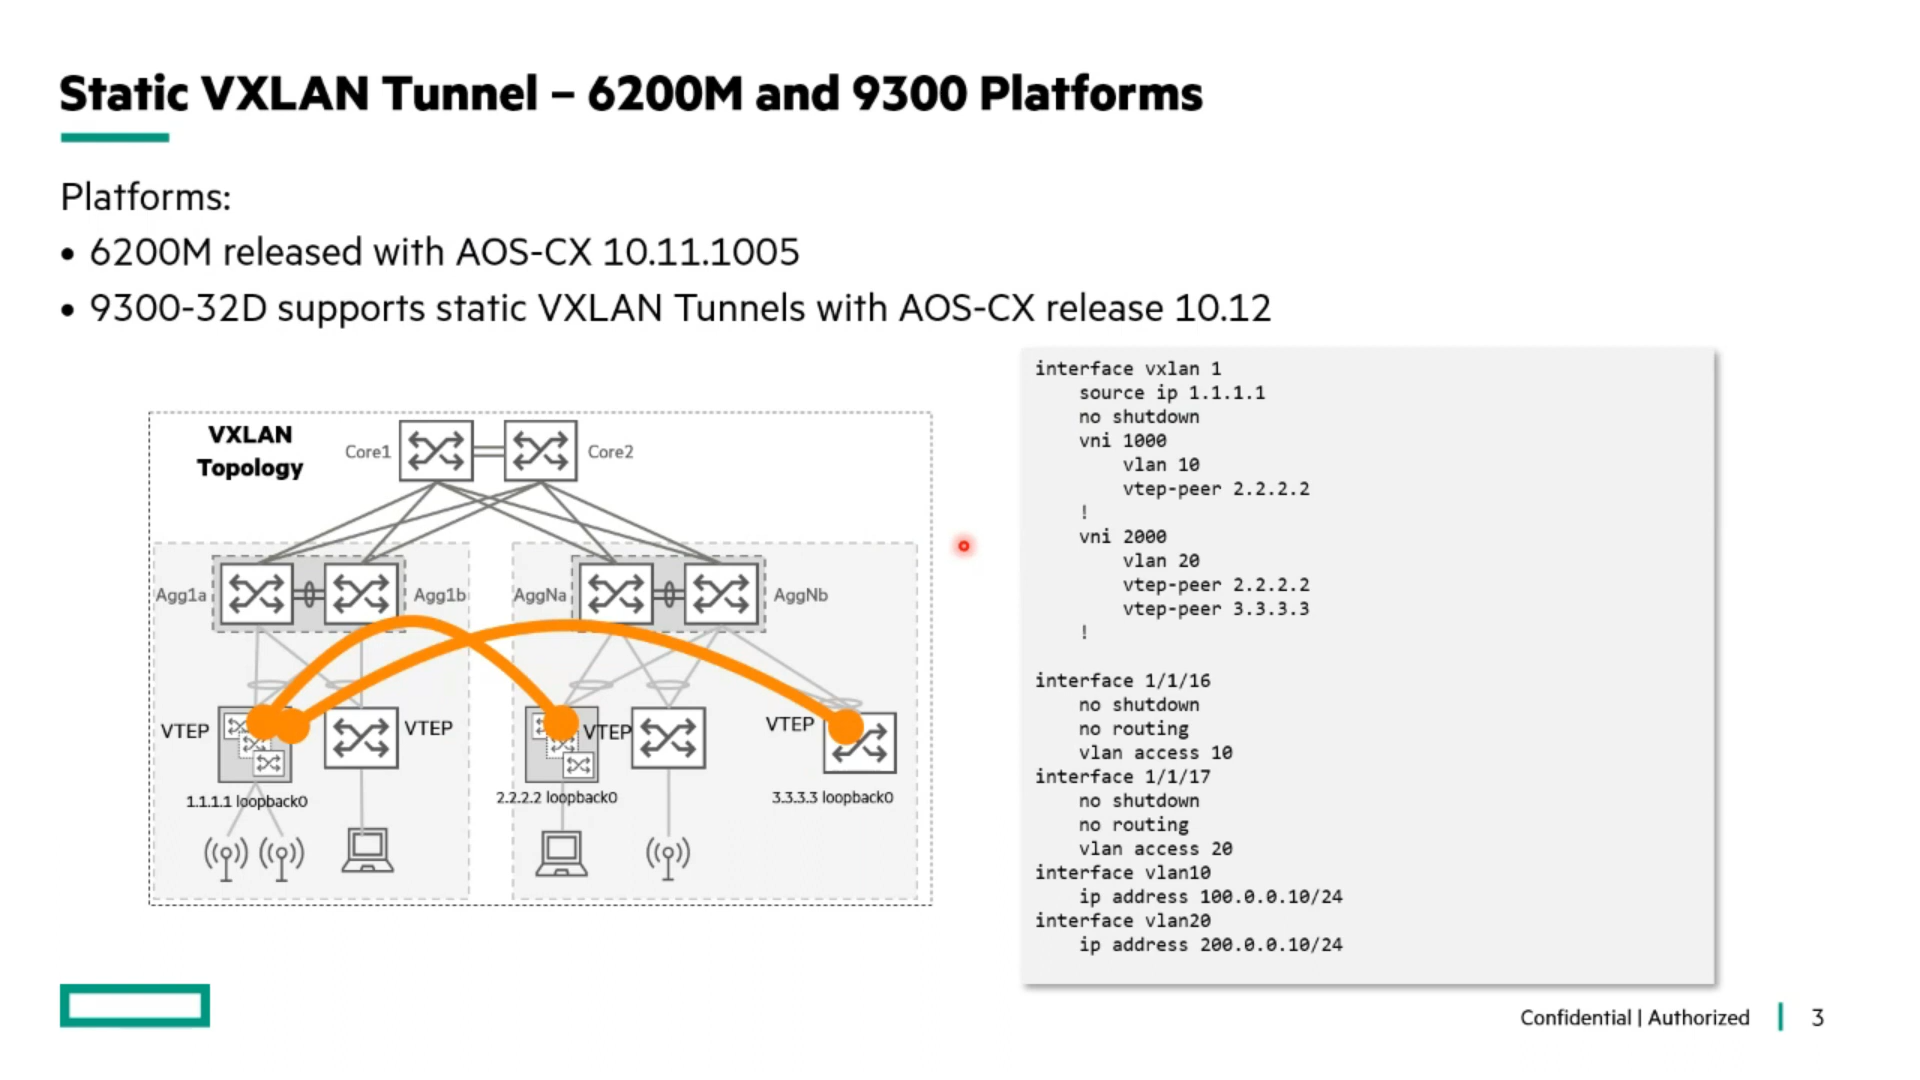 Static VXLAN Tunnel – 6200M and 9300 Platforms
Platforms:
• 6200M released with AOS-CX 10.11.1005
• 9300-32D supports static VXLAN Tunnels with AOS-CX release 10.12
VXLAN
Topology
Core1
Core2
Agg1a
Agg1b
AggNa
AggNb
VTEP
VTEP
VTEP
VTEP
1.1.1.1 loopback0
2.2.2.2 loopback0
3.3.3.3 loopback0
interface vxlan 1
source ip 1.1.1.1
no shutdown
vni 1000
vlan 10
vtep-peer 2.2.2.2
!
vni 2000
vlan 20
vtep-peer 2.2.2.2
vtep-peer 3.3.3.3
!
interface 1/1/16
no shutdown
no routing
vlan access 10
interface 1/1/17
no shutdown
no routing
vlan access 20
interface vlan10
ip address 100.0.0.10/24
interface vlan20
ip address 200.0.0.10/24
Confidential | Authorized
3